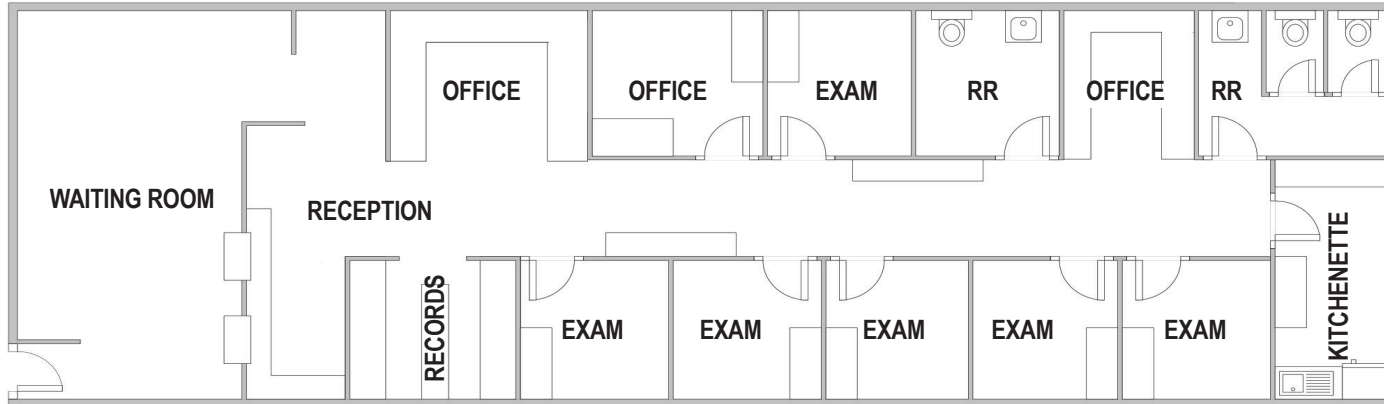 OFFICE
OFFICE
EXAM
RR
OFFICE
RR
WAITING ROOM
RECEPTION
RECORDS
EXAM
EXAM
EXAM
EXAM
EXAM
KITCHENETTE